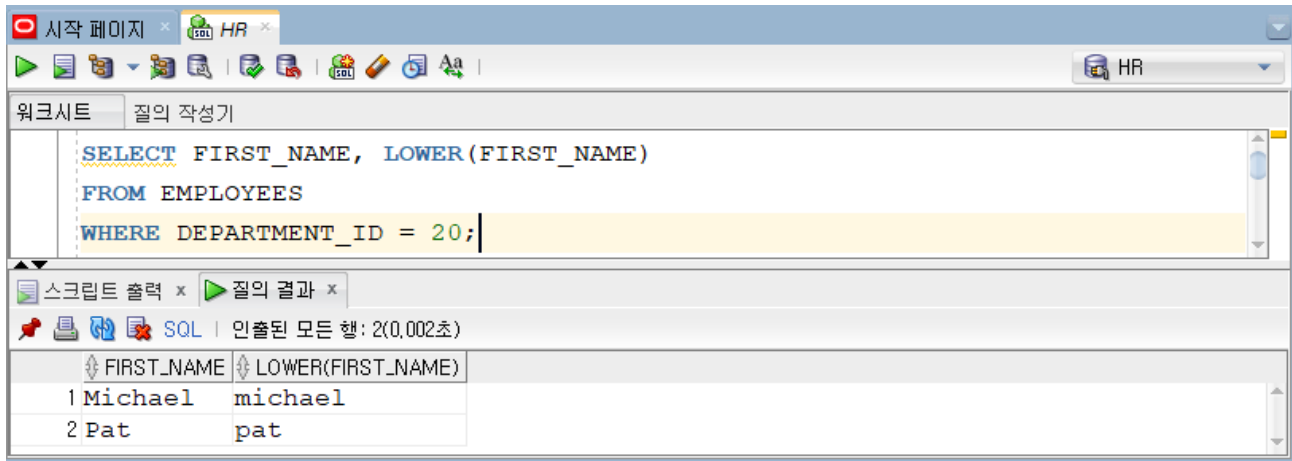 시작 페이지 × HR ×
HR
워크시트 질의 작성기
SELECT FIRST_NAME, LOWER(FIRST_NAME)
FROM EMPLOYEES
WHERE DEPARTMENT_ID = 20;
스크립트 출력 × 질의 결과 ×
SQL | 인출된 모든 행: 2(0,002초)
FIRST_NAME LOWER(FIRST_NAME)
1 Michael michael
2 Pat pat